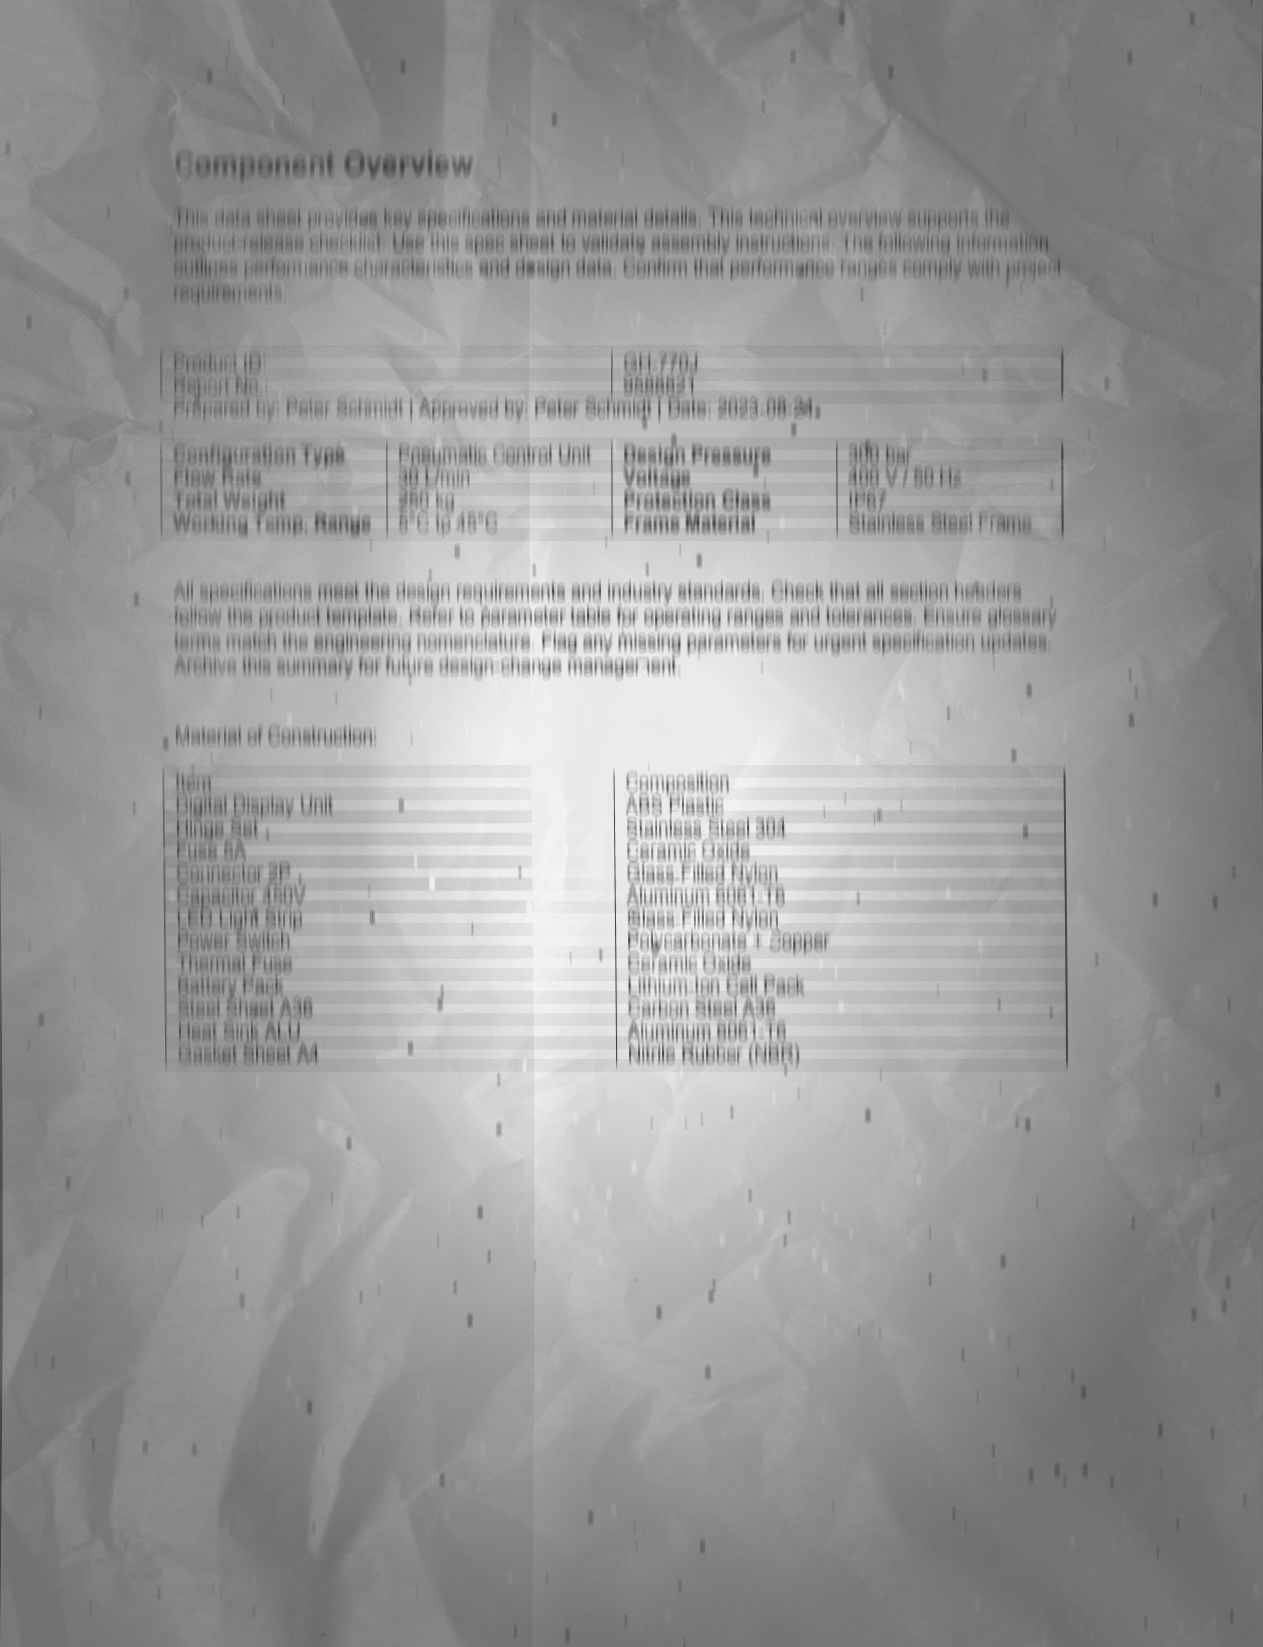 Component Overview
This data sheet provides key specifications and material details. This technical overview supports the
product release checklist. Use this spec sheet to validate assembly instructions. The following information
outlines performance characteristics and design data. Confirm that performance ranges comply with project
requirements.
Product ID:
Report No.:
Prepared by: Peter Schmidt | Approved by: Peter Schmidt | Date: 2023-08-24
Configuration Type Pneumatic Control Unit Design Pressure 300 bar
Flow Rate 90 L/min Voltage 400 V / 50 Hz
Total Weight kg Protection Class IP67
Working Temp. Range 5°C to 45°C Frame Material Stainless Steel Frame
All specifications meet the design requirements and industry standards. Check that all section headers
follow the product template. Refer to parameter table for operating ranges and tolerances. Ensure glossary
terms match the engineering nomenclature. Flag any missing parameters for urgent specification updates.
Archive this summary for future design change management.
Material of Construction:
Item Composition
Digital Display Unit ABS Plastic
Hinge Set Stainless Steel 304
Fuse Ceramic Oxide
Connector Glass-Filled Nylon
Capacitor 450V Aluminum 6061-T6
LED Light Strip Glass-Filled Nylon
Power Switch Polycarbonate + Copper
Thermal Fuse Ceramic Oxide
Battery Pack Lithium-Ion Cell Pack
Steel Sheet A36 Carbon Steel A36
Heat Sink ALU Aluminum 6061-T6
Gasket Sheet A4 Nitrile Rubber (NBR)